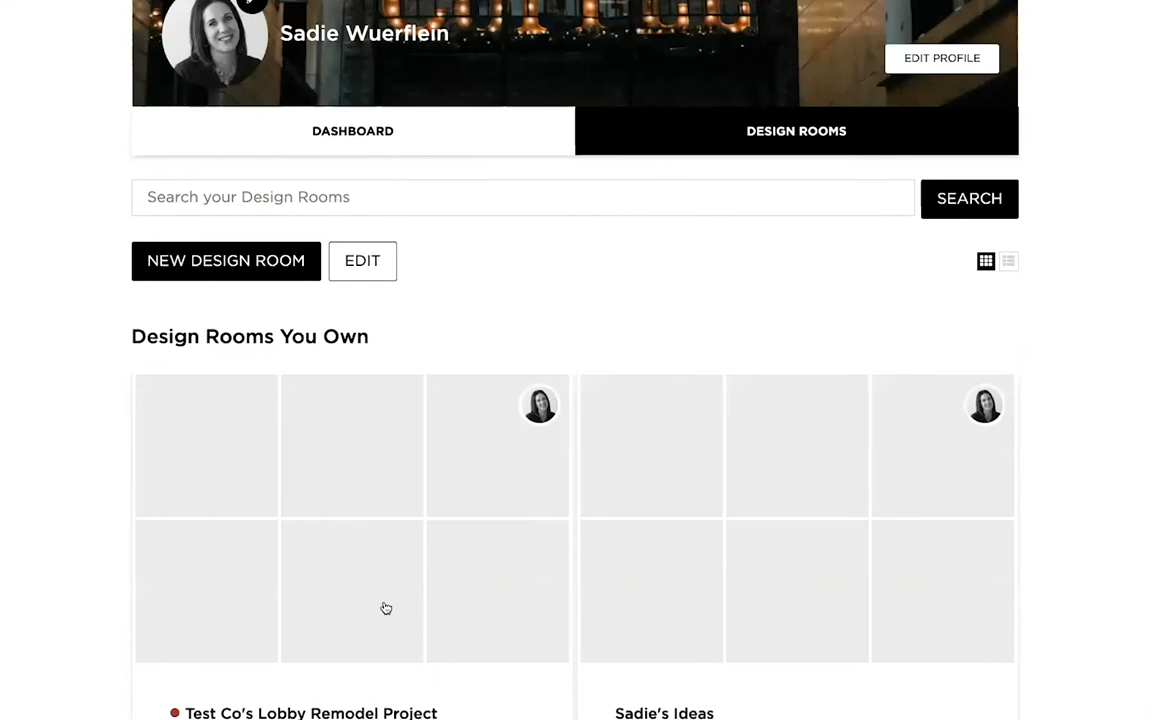 Sadie Wuerflein
EDIT PROFILE
DASHBOARD
DESIGN ROOMS
Search your Design Rooms
SEARCH
NEW DESIGN ROOM
EDIT
Design Rooms You Own
Test Co's Lobby Remodel Project
Sadie's Ideas